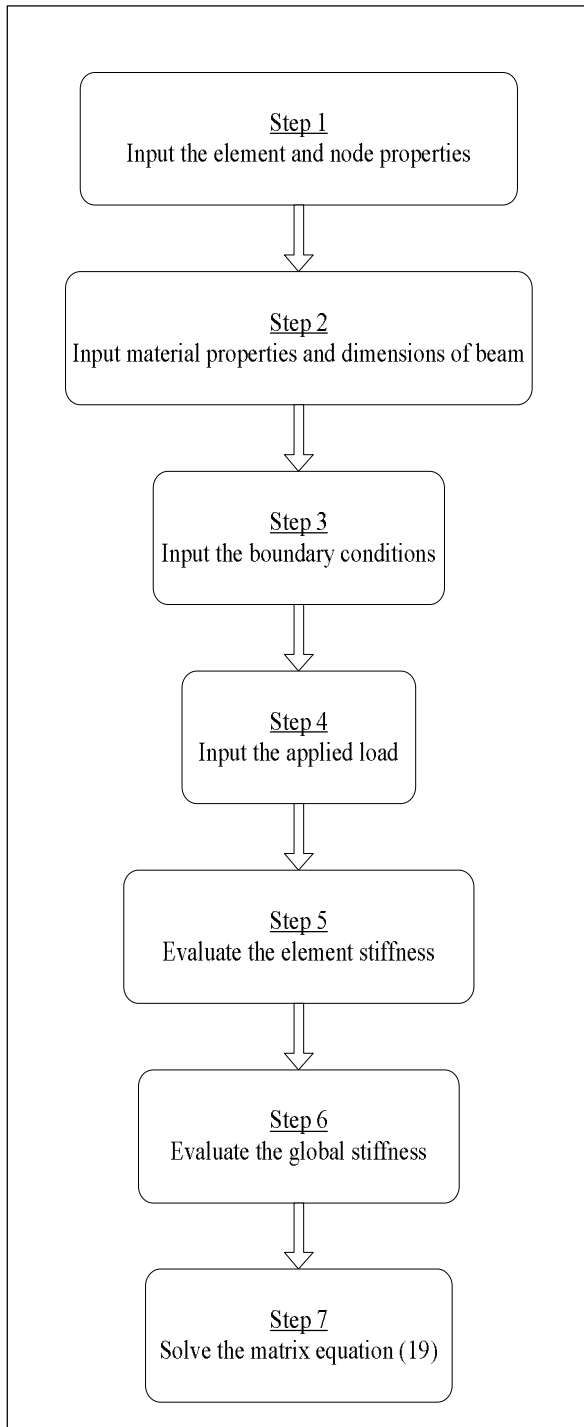 Step 1
Input the element and node properties
Step 2
Input material properties and dimensions of beam
Step 3
Input the boundary conditions
Step 4
Input the applied load
Step 5
Evaluate the element stiffness
Step 6
Evaluate the global stiffness
Step 7
Solve the matrix equation (19)